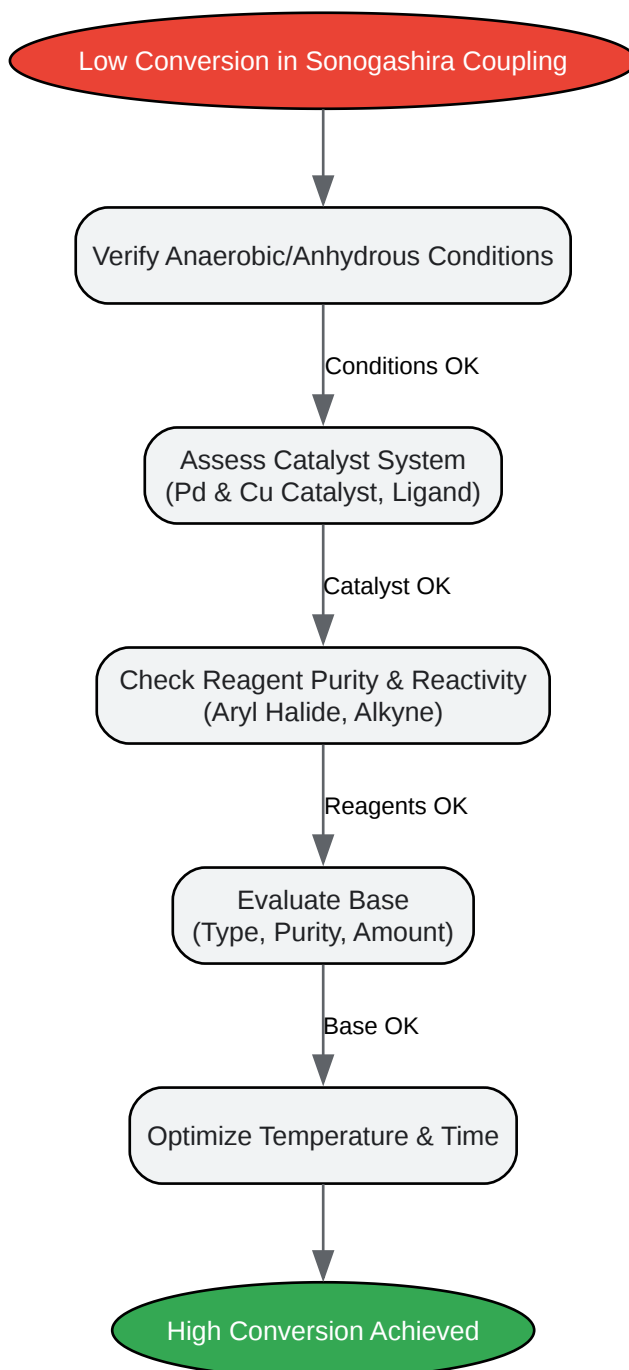 Low Conversion in Sonogashira Coupling
Verify Anaerobic/Anhydrous Conditions
Conditions OK
Assess Catalyst System
(Pd & Cu Catalyst, Ligand)
Catalyst OK
Check Reagent Purity & Reactivity
(Aryl Halide, Alkyne)
Reagents OK
Evaluate Base
(Type, Purity, Amount)
Base OK
Optimize Temperature & Time
High Conversion Achieved